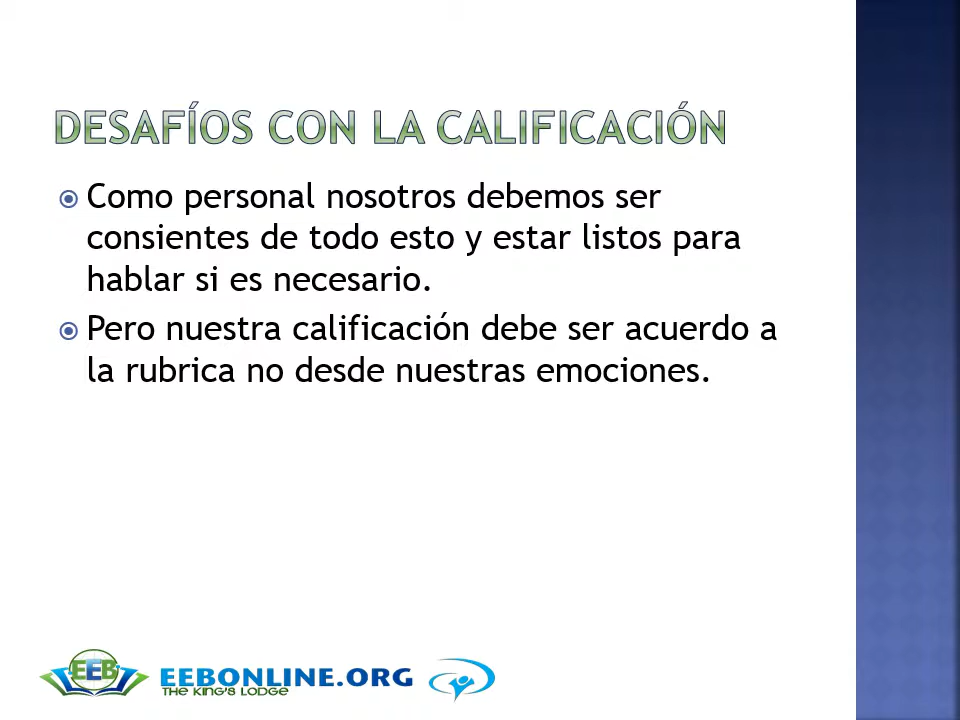 DESAFÍOS CON LA CALIFICACIÓN
Como personal nosotros debemos ser
consientes de todo esto y estar listos para
hablar si es necesario.
Pero nuestra calificación debe ser acuerdo a
la rubrica no desde nuestras emociones.
EEB
EEBONLINE.ORG
THE KING'S LODGE